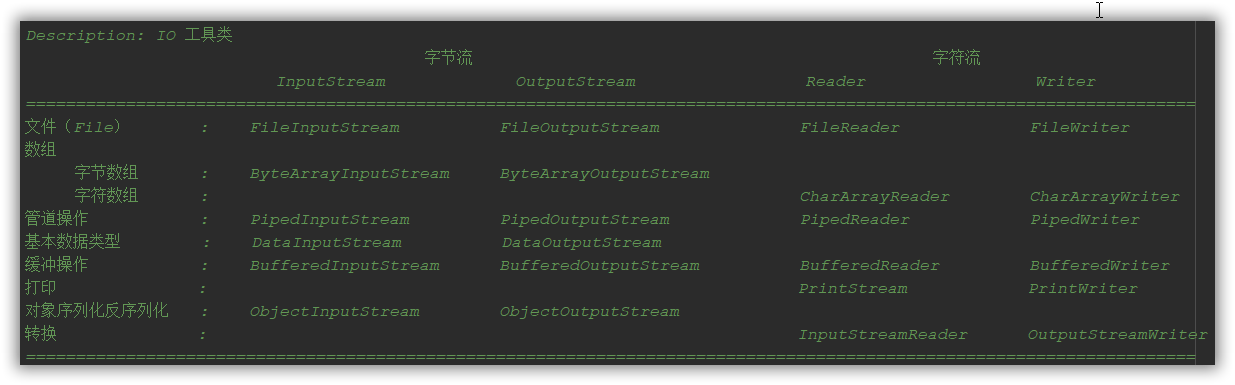 Description: IO 工具类
字节流 字符流
InputStream OutputStream Reader Writer
================================================================================
文件（File） : FileInputStream FileOutputStream FileReader FileWriter
数组
字节数组 : ByteArrayInputStream ByteArrayOutputStream
字符数组 : CharArrayReader CharArrayWriter
管道操作 : PipedInputStream PipedOutputStream PipedReader PipedWriter
基本数据类型 : DataInputStream DataOutputStream
缓冲操作 : BufferedInputStream BufferedOutputStream BufferedReader BufferedWriter
打印 : PrintStream PrintWriter
对象序列化反序列化 : ObjectInputStream ObjectOutputStream
转换 : InputStreamReader OutputStreamWriter
================================================================================